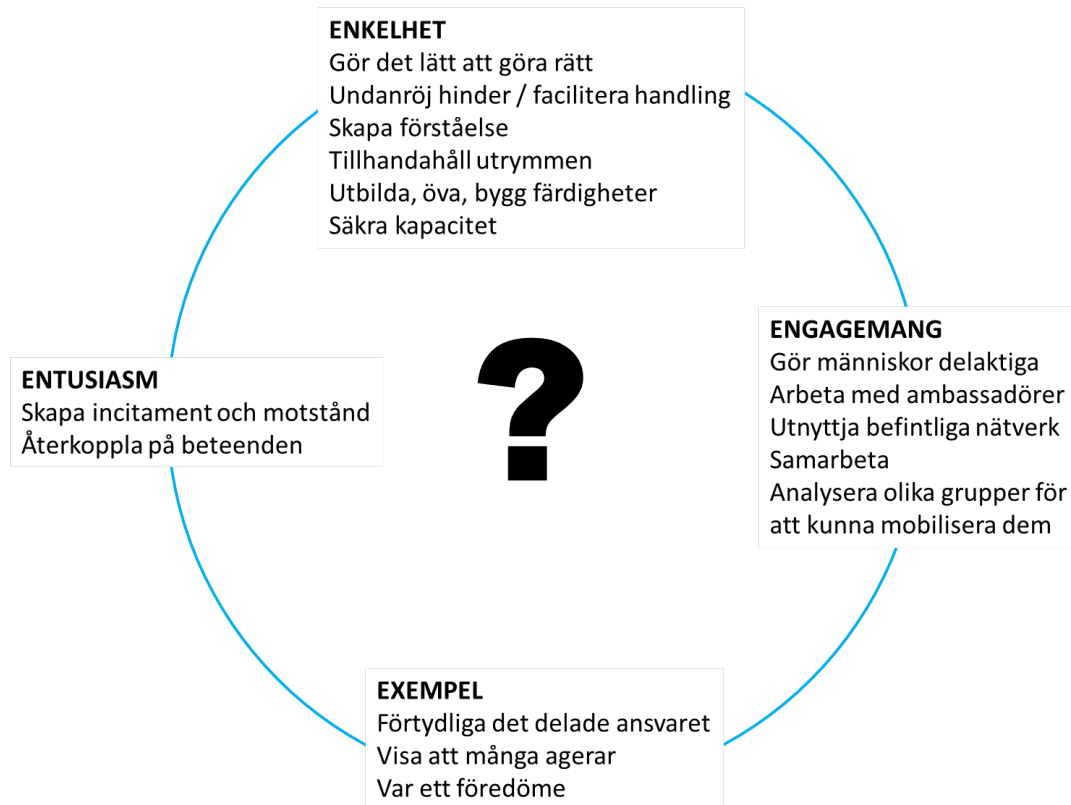 ENKELHET
Gör det lätt att göra rätt
Undanröj hinder / facilitera handling
Skapa förståelse
Tillhandahåll utrymmen
Utbilda, öva, bygg färdigheter
Säkra kapacitet
ENGAGEMANG
Gör människor delaktiga
Arbeta med ambassadörer
Utnyttja befintliga nätverk
Samarbeta
Analysera olika grupper för
att kunna mobilisera dem
?
ENTUSIASM
Skapa incitament och motstånd
Återkoppla på beteenden
EXEMPEL
Förtydliga det delade ansvaret
Visa att många agerar
Var ett föredöme